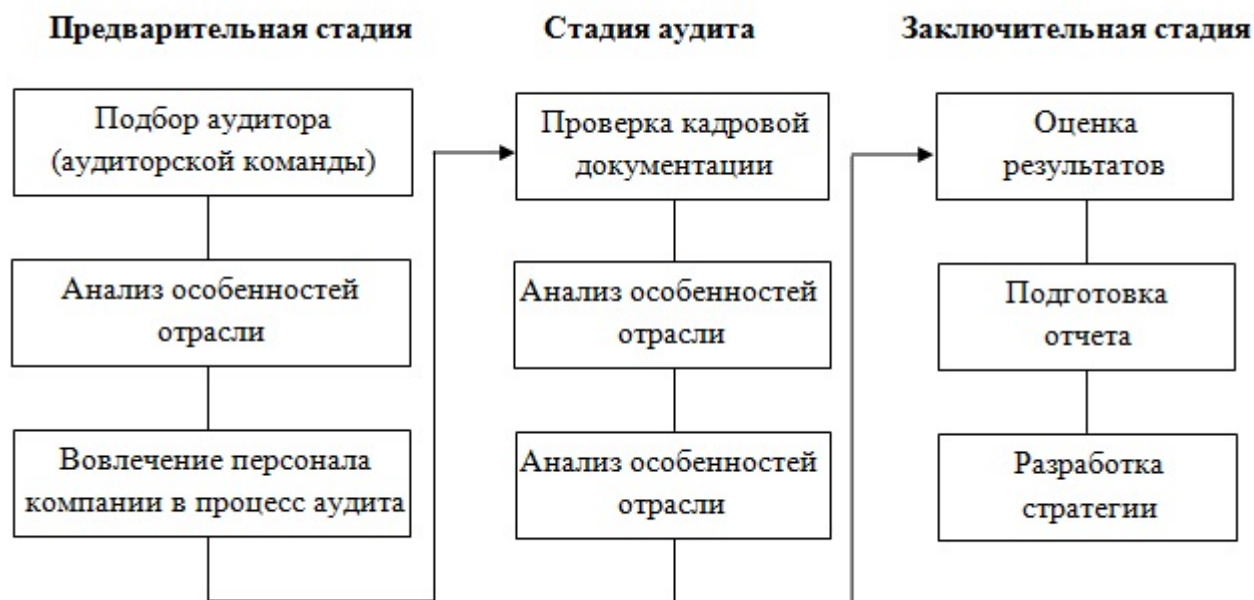 Предварительная стадия
Подбор аудитора
(аудиторской команды)
Анализ особенностей
отрасли
Вовлечение персонала
компании в процесс аудита
Стадия аудита
Проверка кадровой
документации
Анализ особенностей
отрасли
Анализ особенностей
отрасли
Заключительная стадия
Оценка
результатов
Подготовка
отчета
Разработка
стратегии